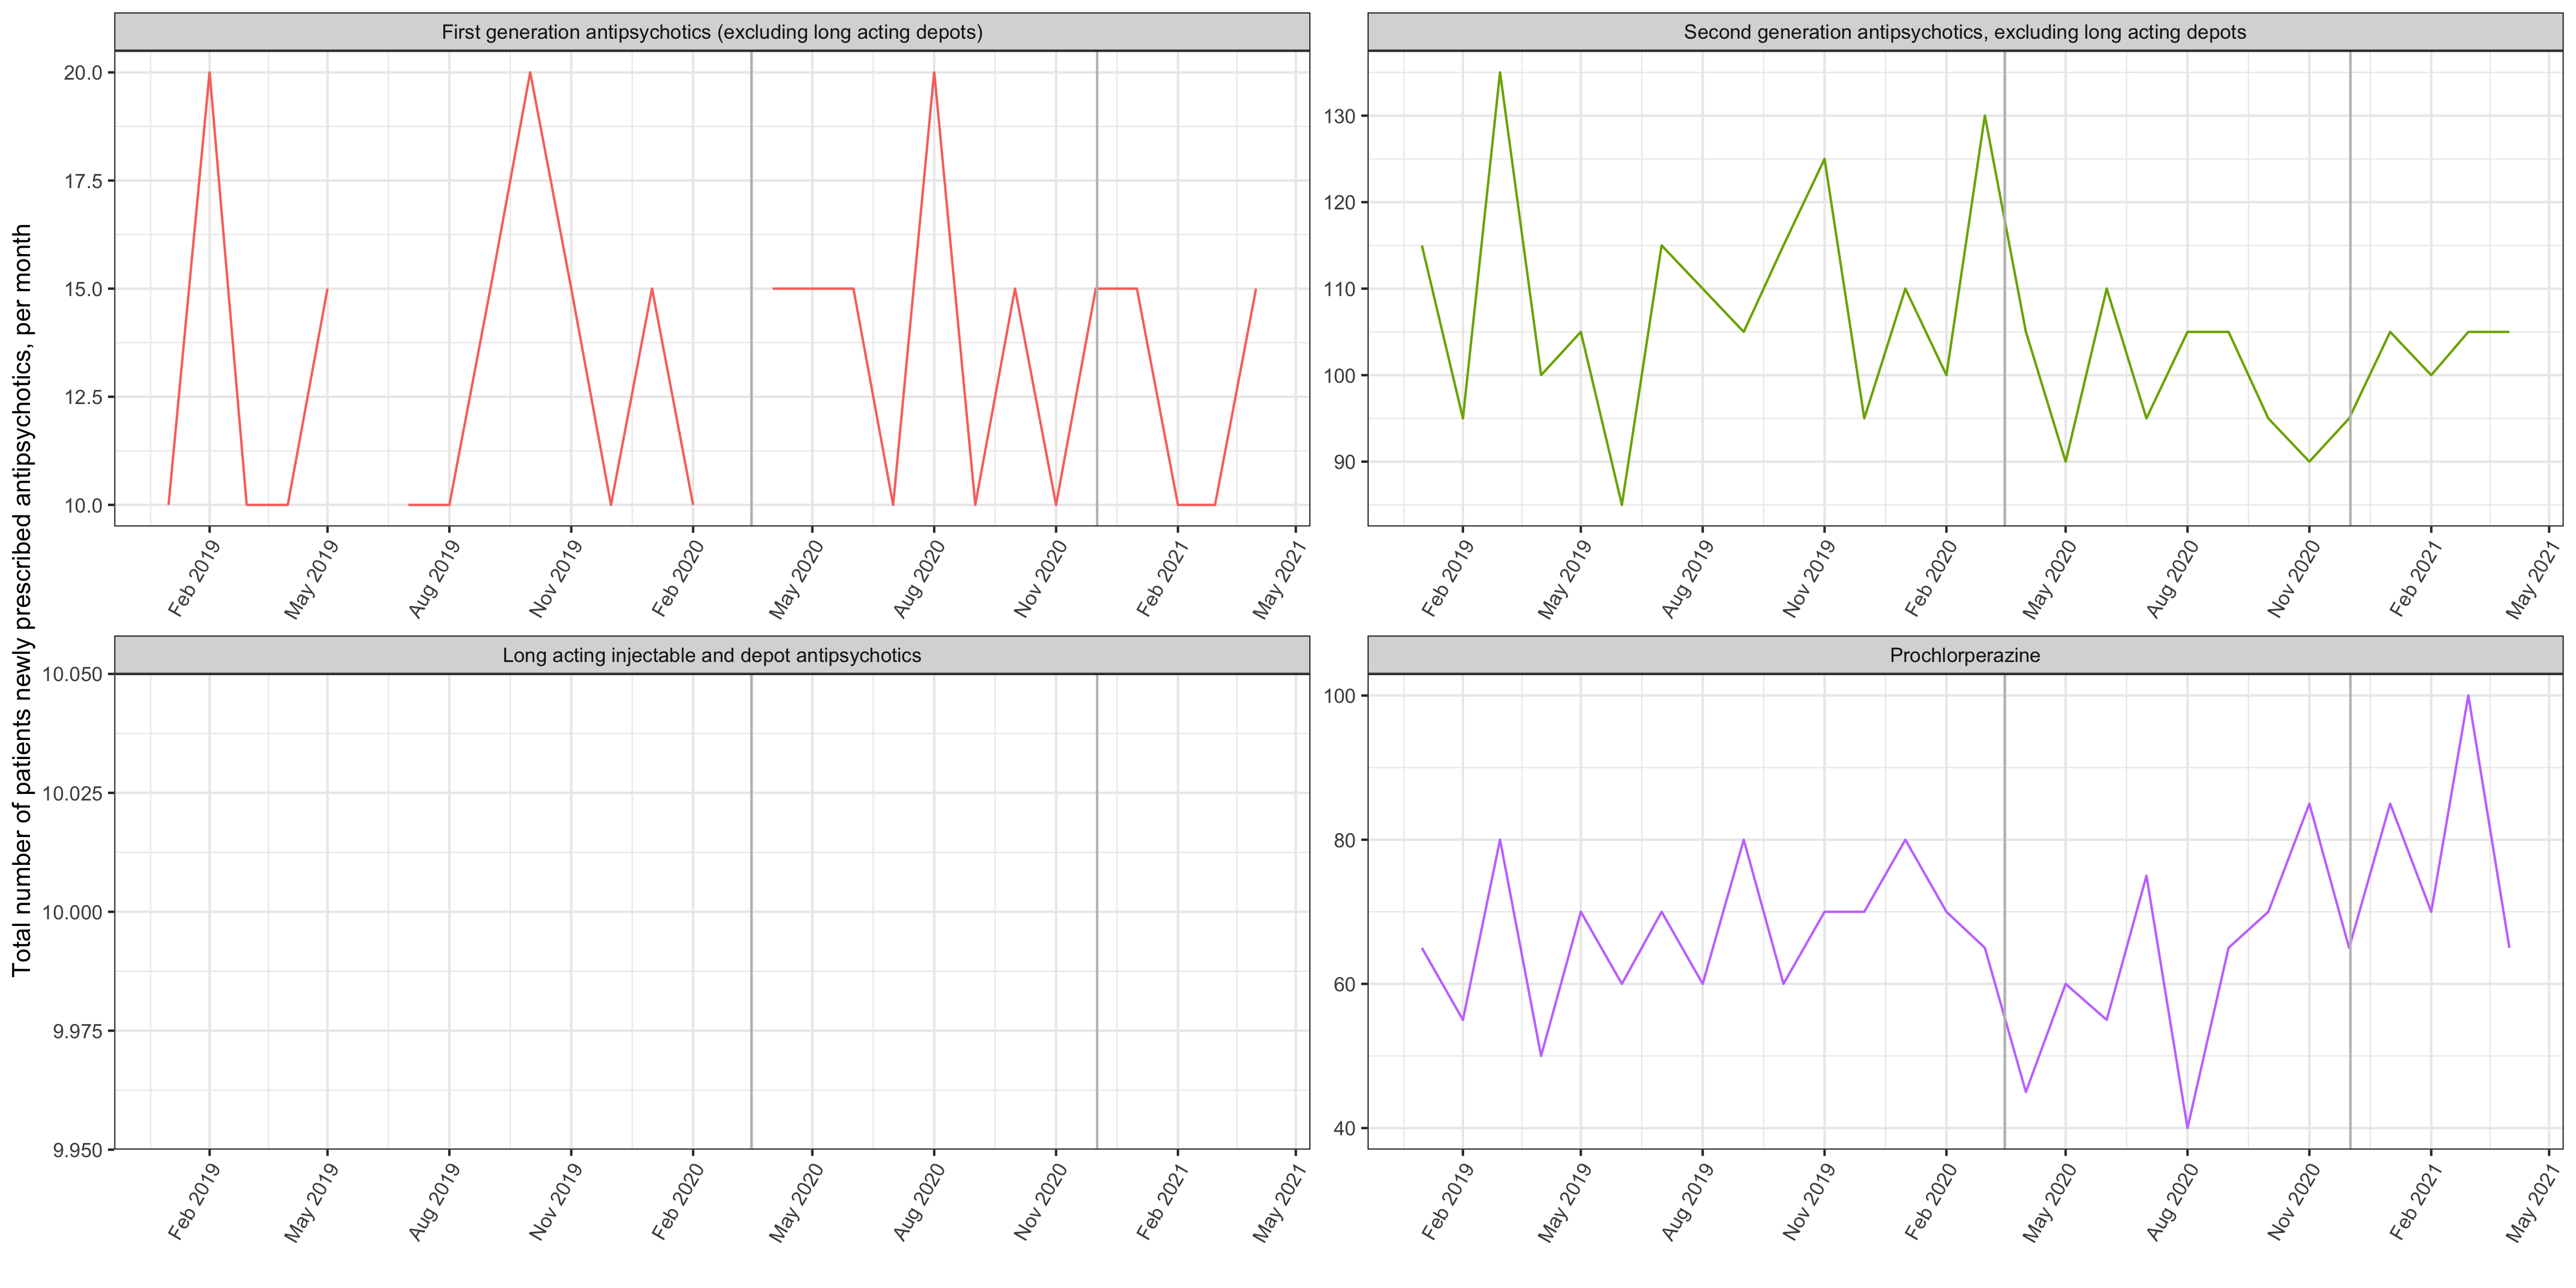 Total number of patients newly prescribed antipsychotics, per month
First generation antipsychotics (excluding long acting depots)
20.0
17.5
15.0
12.5
10.0
Feb 2019
May 2019
Aug 2019
Nov 2019
Feb 2020
May 2020
Aug 2020
Nov 2020
Feb 2021
May 2021
Second generation antipsychotics, excluding long acting depots
130
120
110
100
90
Feb 2019
May 2019
Aug 2019
Nov 2019
Feb 2020
May 2020
Aug 2020
Nov 2020
Feb 2021
May 2021
Long acting injectable and depot antipsychotics
10.050
10.025
10.000
9.975
9.950
Feb 2019
May 2019
Aug 2019
Nov 2019
Feb 2020
May 2020
Aug 2020
Nov 2020
Feb 2021
May 2021
Prochlorperazine
100
80
60
40
Feb 2019
May 2019
Aug 2019
Nov 2019
Feb 2020
May 2020
Aug 2020
Nov 2020
Feb 2021
May 2021